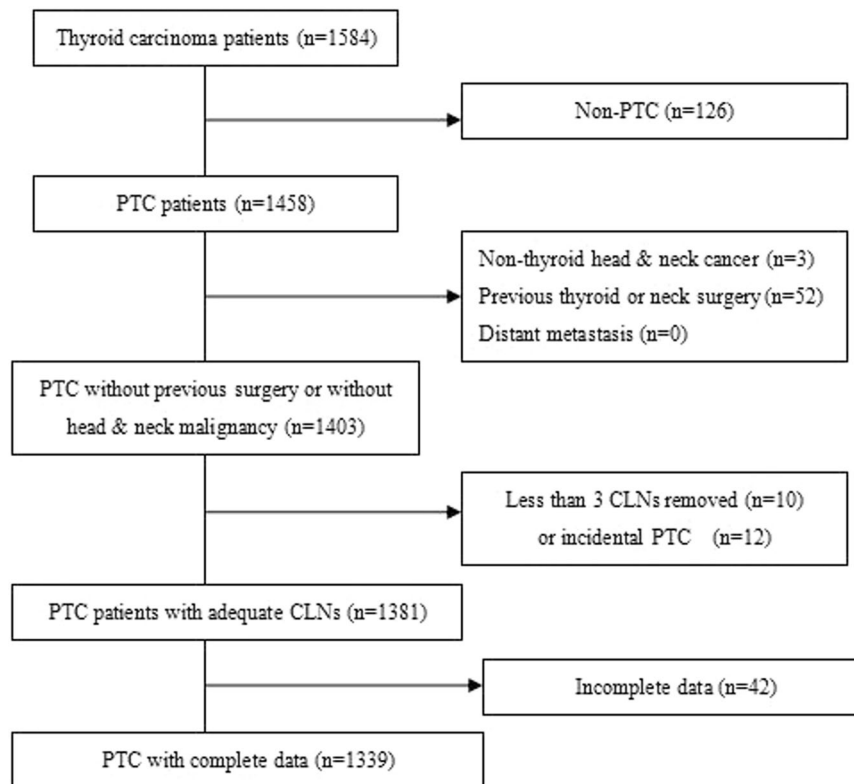 Thyroid carcinoma patients (n=1584)
Non-PTC (n=126)
PTC patients (n=1458)
Non-thyroid head & neck cancer (n=3)
Previous thyroid or neck surgery (n=52)
Distant metastasis (n=0)
PTC without previous surgery or without
head & neck malignancy (n=1403)
Less than 3 CLNs removed (n=10)
or incidental PTC (n=12)
PTC patients with adequate CLNs (n=1381)
Incomplete data (n=42)
PTC with complete data (n=1339)